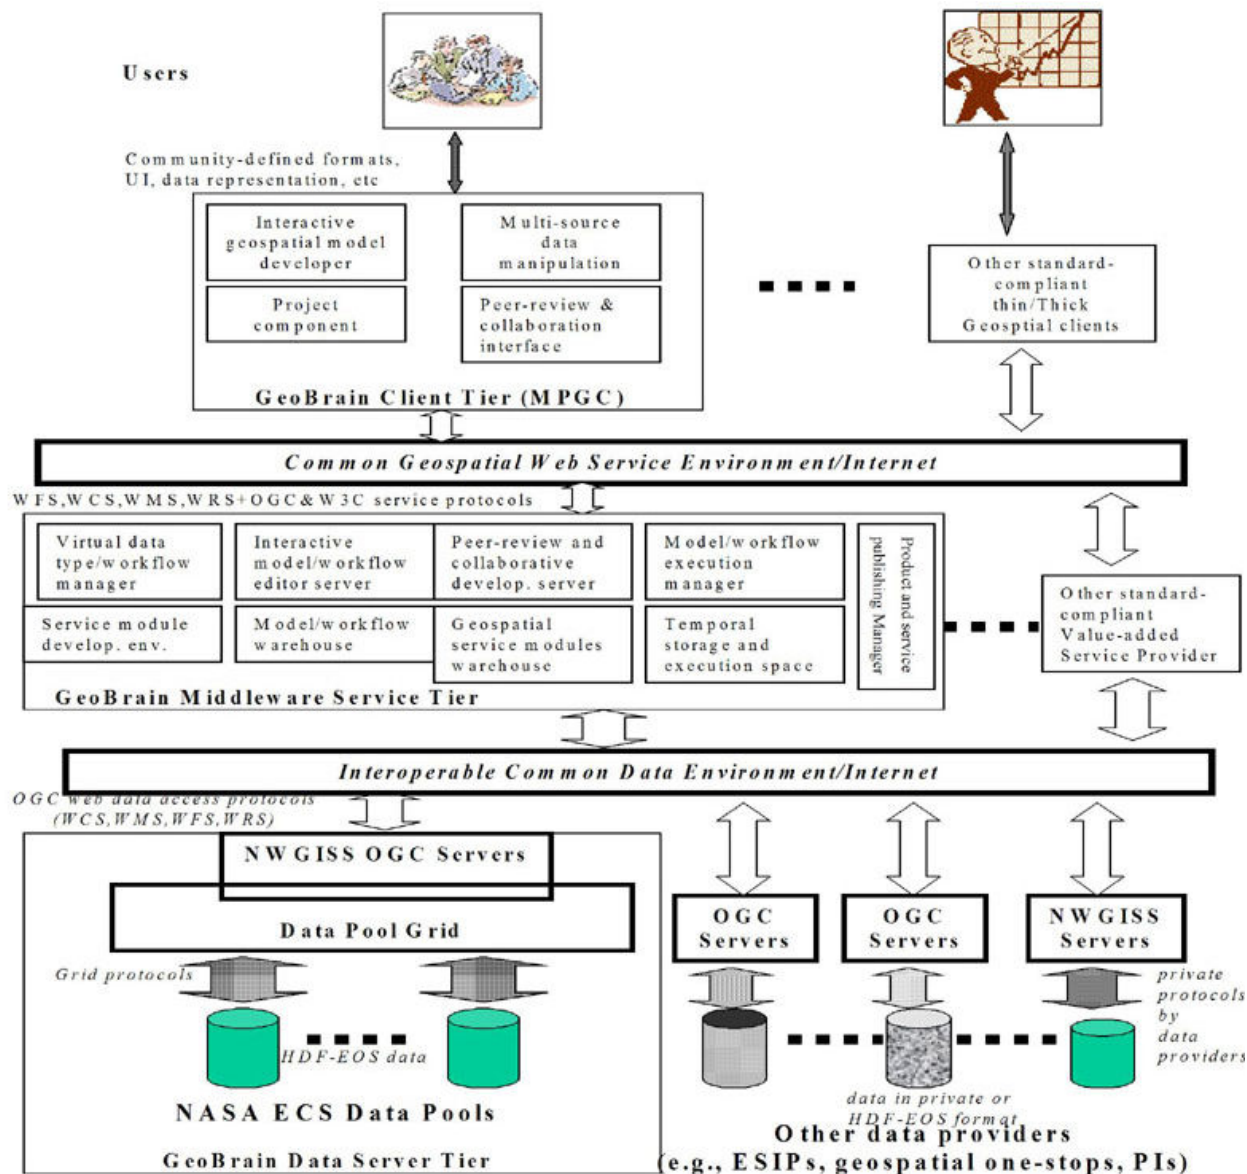 Users
Community-defined formats,
UI, data representation, etc
Interactive
geospatial model
developer
Multi-source
data
manipulation
Project
component
Peer-review &
collaboration
interface
GeoBrain Client Tier (MPGC)
Other standard-
compliant
thin/Thick
Geosptial clients
Common Geospatial Web Service Environment/Internet
WFS,WCS,WMS,WRS+OGC&W3C service protocols
Virtual data
type/workflow
manager
Interactive
model/workflow
editor server
Peer-review and
collaborative
develop. server
Model/workflow
execution
manager
Product and service
publishing Manager
Service module
develop. env.
Model/workflow
warehouse
Geospatial
service modules
warehouse
Temporal
storage and
execution space
GeoBrain Middleware Service Tier
Other standard-
compliant
Value-added
Service Provider
Interoperable Common Data Environment/Internet
OGC web data access protocols
(WCS,WMS,WFS,WRS)
NWGISS OGC Servers
Data Pool Grid
Grid protocols
HDF-EOS data
NASA ECS Data Pools
GeoBrain Data Server Tier
OGC
Servers
OGC
Servers
NWGISS
Servers
private
protocols
by
data
providers
data in private or
HDF-EOS format
Other data providers
(e.g., ESIPs, geospatial one-stops, PIs)